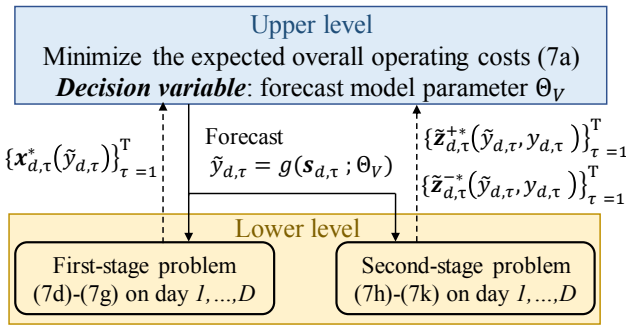 Upper level
Minimize the expected overall operating costs (7a)
Decision variable: forecast model parameter Θ_V
{x*_{d,τ}(ỹ_{d,τ})}^T_{τ=1}
Forecast
ỹ_{d,τ} = g(s_{d,τ} ; Θ_V)
{z̃^{+*}_{d,τ}(ỹ_{d,τ}, y_{d,τ} )}^T_{τ=1}
{z̃^{-*}_{d,τ}(ỹ_{d,τ}, y_{d,τ} )}^T_{τ=1}
Lower level
First-stage problem
(7d)-(7g) on day 1,...,D
Second-stage problem
(7h)-(7k) on day 1,...,D